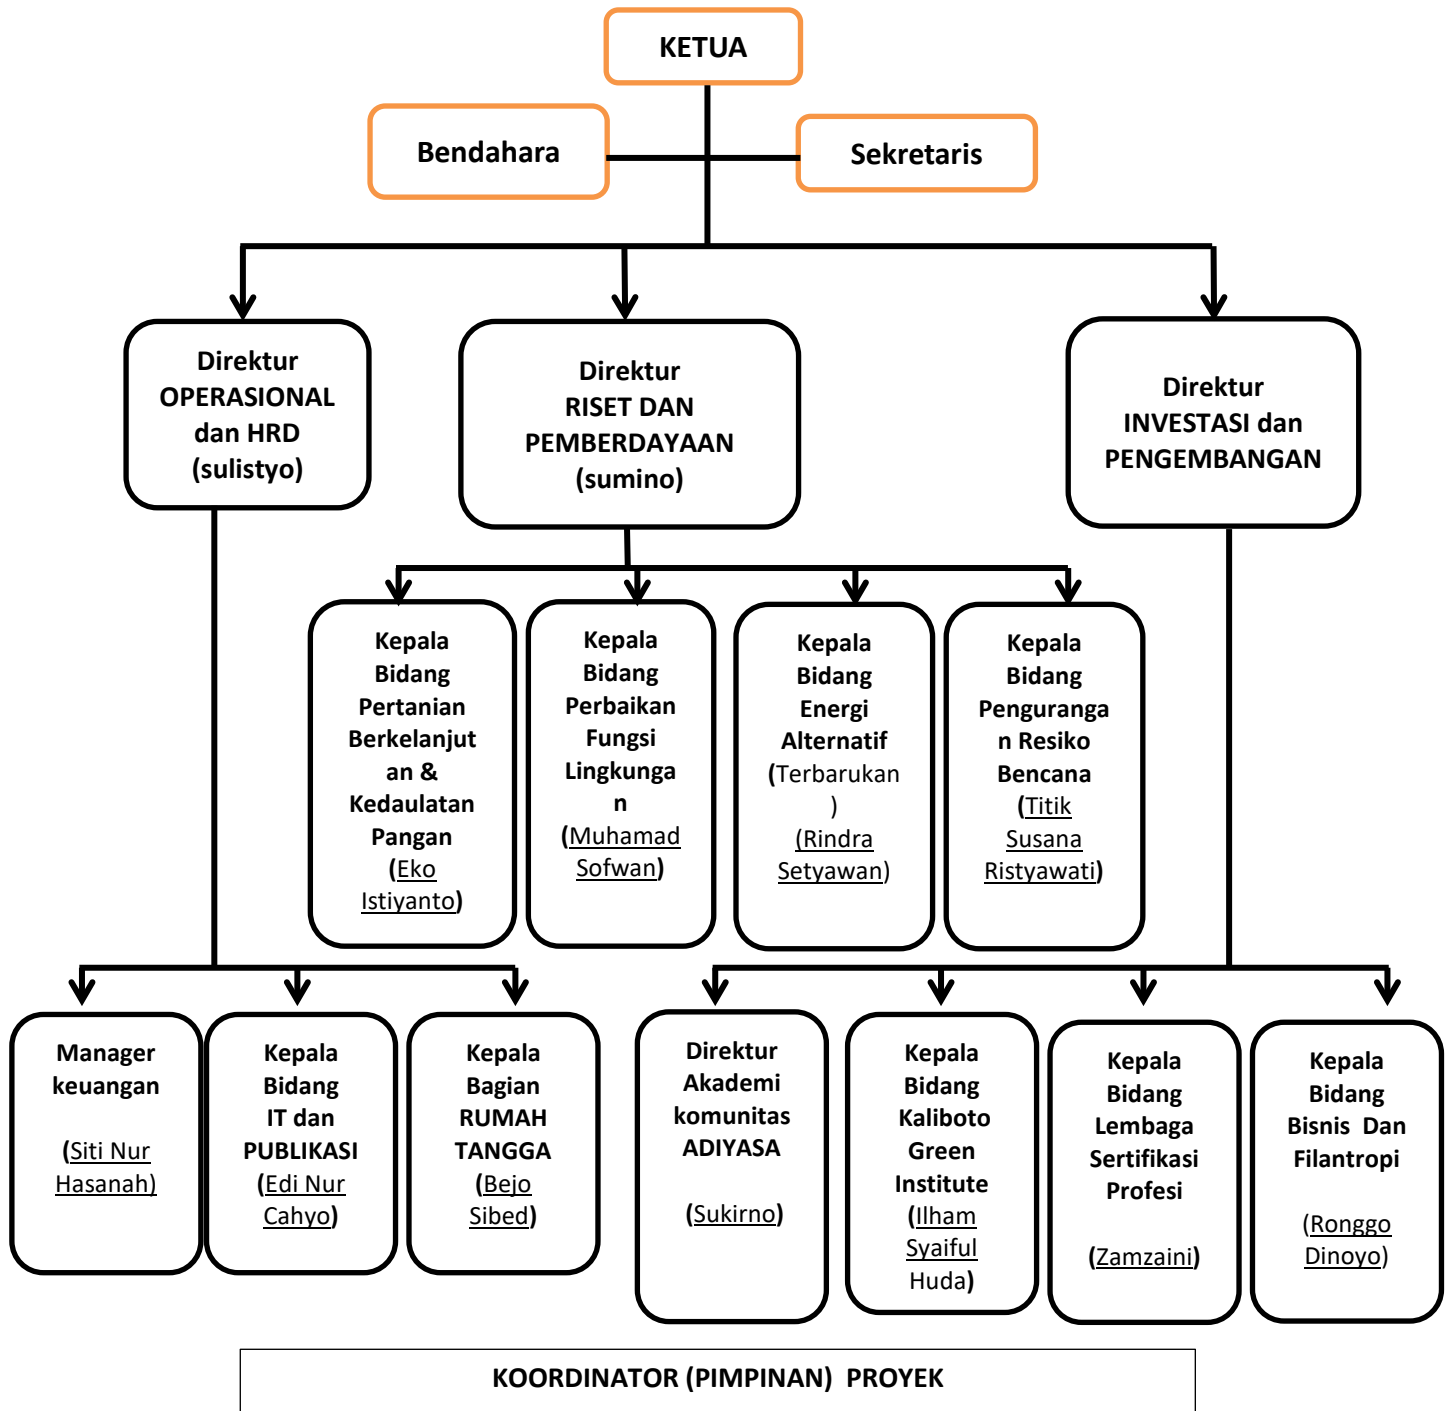 KETUA
Bendahara
Sekretaris
Direktur
OPERASIONAL
dan HRD
(sulistyo)
Direktur
RISET DAN
PEMBERDAYAAN
(sumino)
Direktur
INVESTASI dan
PENGEMBANGAN
Kepala
Bidang
Pertanian
Berkelanjut
an &
Kedaulatan
Pangan
(Eko
Istiyanto)
Kepala
Bidang
Perbaikan
Fungsi
Lingkunga
n
(Muhamad
Sofwan)
Kepala
Bidang
Energi
Alternatif
(Terbarukan
)
(Rindra
Setyawan)
Kepala
Bidang
Penguranga
n Resiko
Bencana
(Titik
Susana
Ristyawati)
Manager
keuangan
(Siti Nur
Hasanah)
Kepala
Bidang
IT dan
PUBLIKASI
(Edi Nur
Cahyo)
Kepala
Bagian
RUMAH
TANGGA
(Bejo
Sibed)
Direktur
Akademi
komunitas
ADIYASA
(Sukirno)
Kepala
Bidang
Kaliboto
Green
Institute
(Ilham
Syaiful
Huda)
Kepala
Bidang
Lembaga
Sertifikasi
Profesi
(Zamzaini)
Kepala
Bidang
Bisnis  Dan
Filantropi
(Ronggo
Dinoyo)
KOORDINATOR (PIMPINAN)  PROYEK